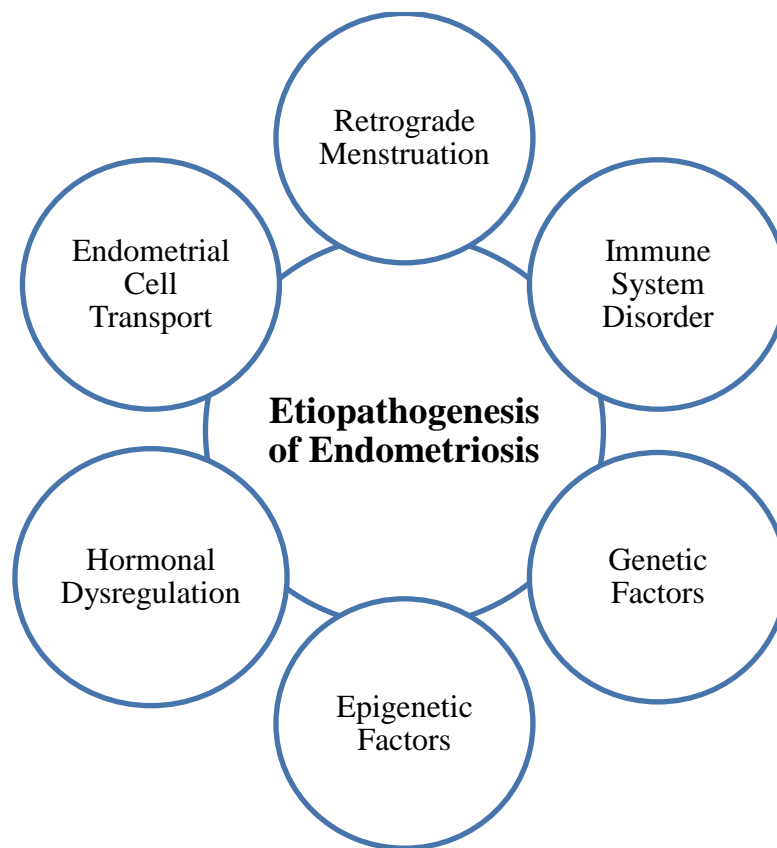 Retrograde
Menstruation
Immune
System
Disorder
Genetic
Factors
Epigenetic
Factors
Hormonal
Dysregulation
Endometrial
Cell
Transport
Etiopathogenesis
of Endometriosis